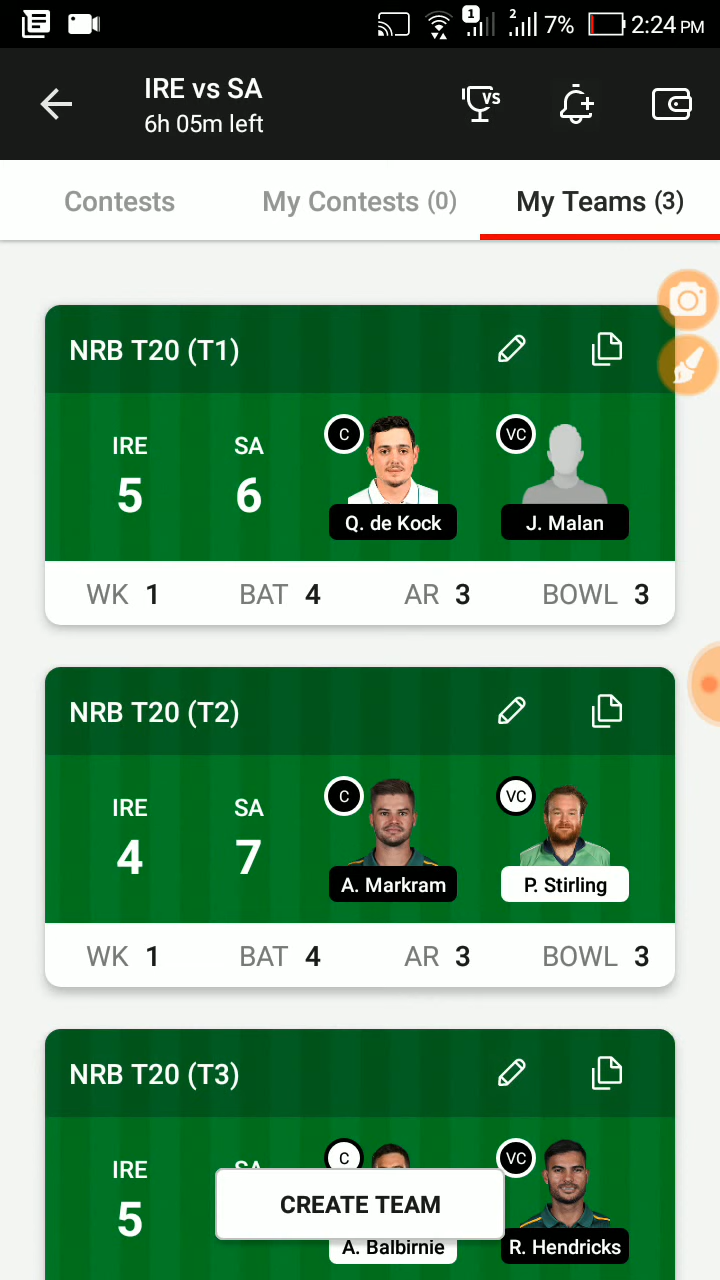 1 2 7% 2:24 PM
IRE vs SA
6h 05m left
VS
Contests My Contests (0) My Teams (3)
NRB T20 (T1)
IRE SA C VC
5 6
Q. de Kock J. Malan
WK 1 BAT 4 AR 3 BOWL 3
NRB T20 (T2)
IRE SA C VC
4 7
A. Markram P. Stirling
WK 1 BAT 4 AR 3 BOWL 3
NRB T20 (T3)
IRE SA C VC
5
CREATE TEAM
A. Balbirnie R. Hendricks